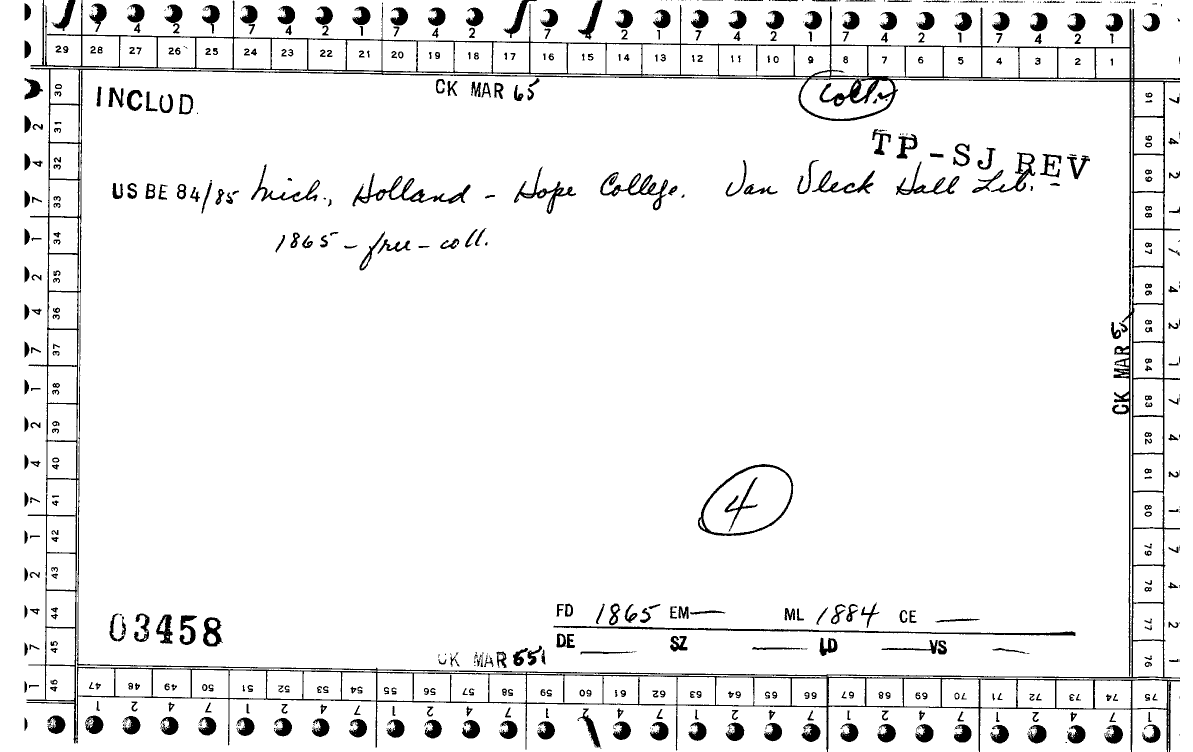 7 4 2 1 7 4 2 1 7 4 2 1 7 4 2 1 7 4 2 1 7 4 2 1 7 4 2 1
29 28 27 26 25 24 23 22 21 20 19 18 17 16 15 14 13 12 11 10 9 8 7 6 5 4 3 2 1
CK MAR 65
INCLUD.
TP-SJ REV
US BE 84/85 Mich., Holland - Hope College. Van Vleck Hall Lib. -
1865 - free - coll.
CK MAR
4
FD 1865 EM— ML 1884 CE —
03458
DE — SZ — LD — VS —
CK MAR 651
30 31 32 33 34 35 36 37 38 39 40 41 42 43 44 45 46
91 90 89 88 87 86 85 84 83 82 81 80 79 78 77 76
47 48 49 50 51 52 53 54 55 56 57 58 59 60 61 62 63 64 65 66 67 68 69 70 71 72 73 74 75
1 2 4 7 1 2 4 7 1 2 4 7 1 2 4 7 1 2 4 7 1 2 4 7 1 2 4 7 1